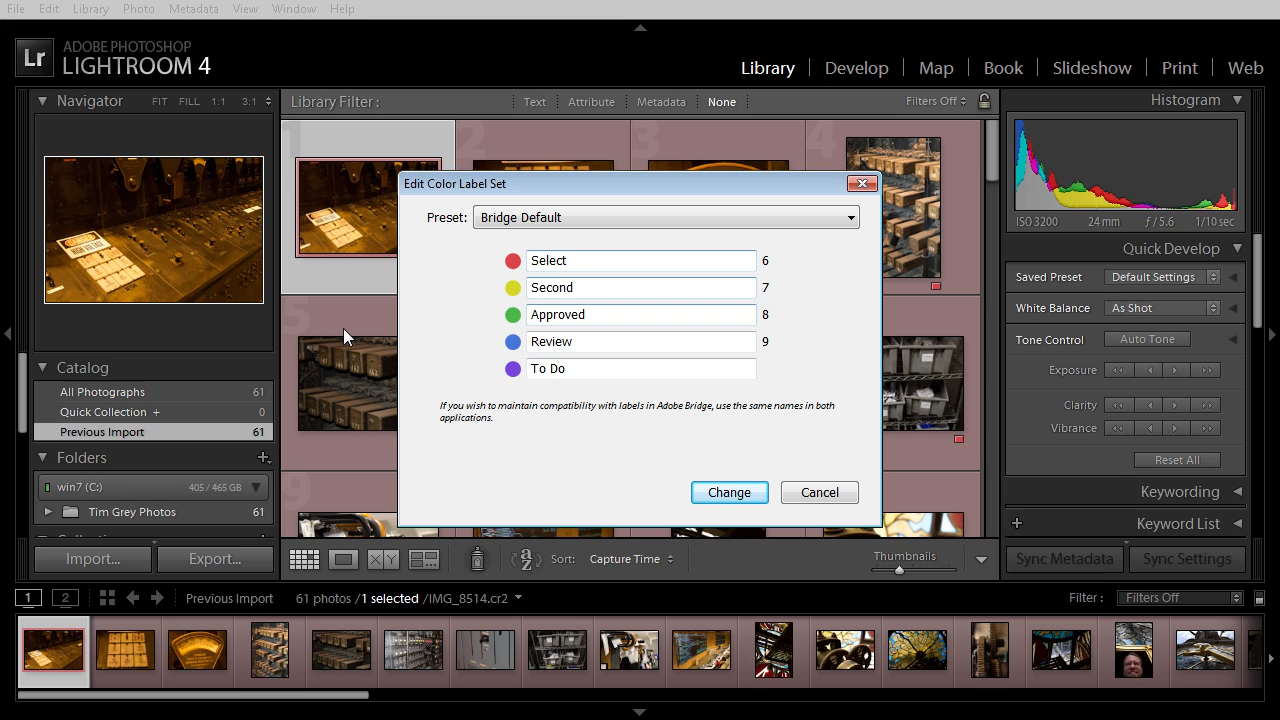 File Edit Library Photo Metadata View Window Help
Lr ADOBE PHOTOSHOP
LIGHTROOM 4
Library Develop Map Book Slideshow Print Web
Navigator FIT FILL 1:1 3:1
Library Filter : Text Attribute Metadata None Filters Off
Histogram
1 2 3 4
ISO 3200 24 mm ƒ / 5.6 1/10 sec
Edit Color Label Set
Preset: Bridge Default
Select 6
Second 7
Approved 8
Review 9
To Do
If you wish to maintain compatibility with labels in Adobe Bridge, use the same names in both
applications.
Change Cancel
5
9
Quick Develop
Saved Preset Default Settings
White Balance As Shot
Tone Control Auto Tone
Exposure
Clarity
Vibrance
Reset All
Keywording
Keyword List
Catalog
All Photographs 61
Quick Collection + 0
Previous Import 61
Folders
win7 (C:) 405 / 465 GB
Tim Grey Photos 61
Import... Export...
Sort: Capture Time
Thumbnails
Sync Metadata Sync Settings
1 2 Previous Import 61 photos / 1 selected / IMG_8514.cr2
Filter : Filters Off